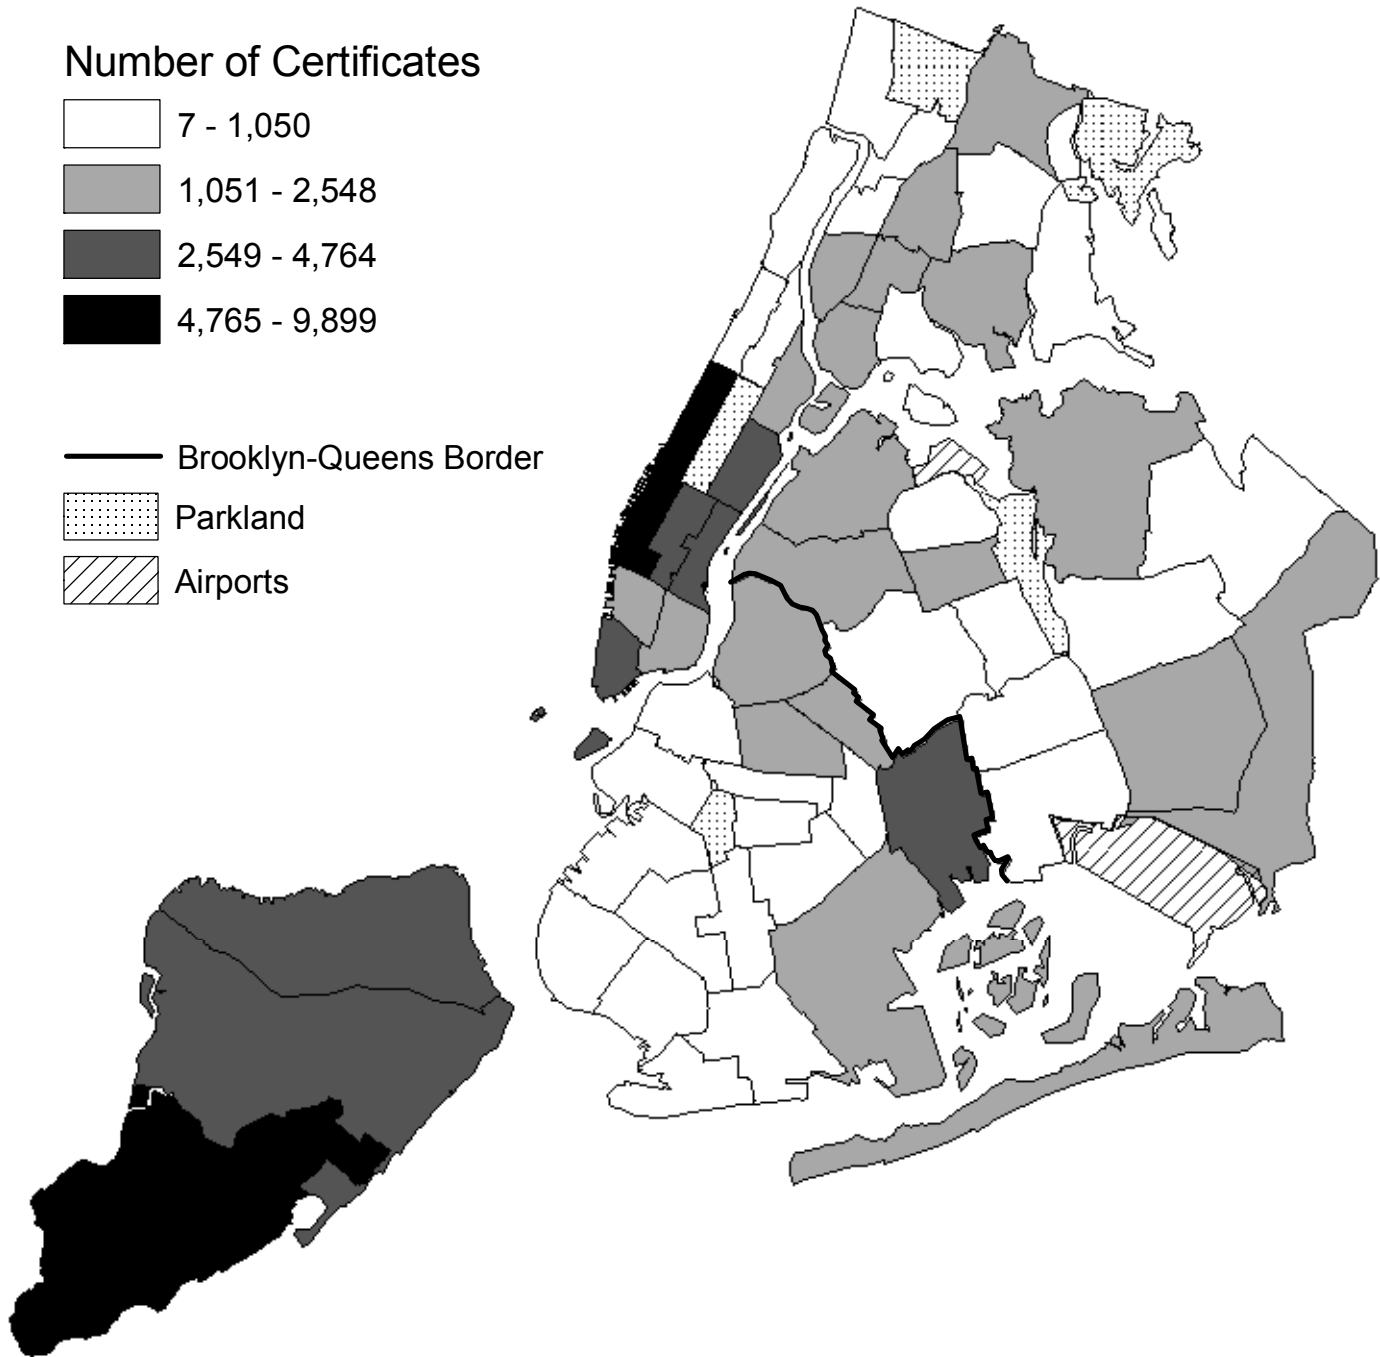 Number of Certificates
7 - 1,050
1,051 - 2,548
2,549 - 4,764
4,765 - 9,899
Brooklyn-Queens Border
Parkland
Airports